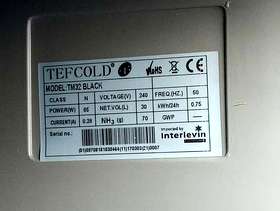 TEFCOLD RoHS CE
MODEL: TM32 BLACK
CLASS N VOLTAGE(V) 240 FREQ.(HZ.) 50
POWER(W) 65 NET.VOL(L) 30 kWh/24h 0.75
CURRENT(A) 0.28 NH3 (g) 70 GWP —
Serial no.:
Imported by
Interlevin